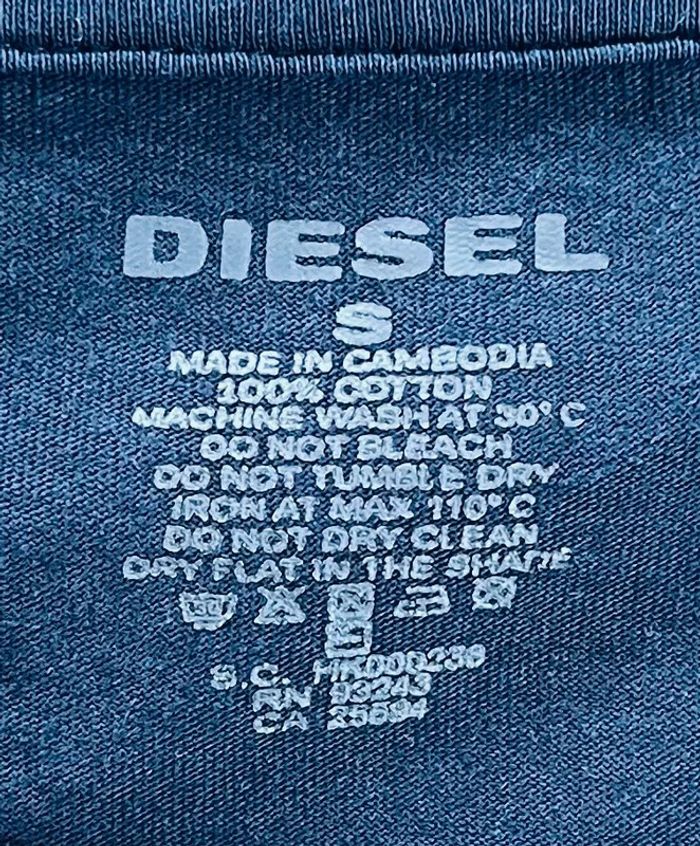 DIESEL
S
MADE IN CAMBODIA
100% COTTON
MACHINE WASH AT 30° C
DO NOT BLEACH
DO NOT TUMBLE DRY
IRON AT MAX 110° C
DO NOT DRY CLEAN
DRY FLAT IN THE SHADE
S.C. HK000239
RN 93243
CA 25594